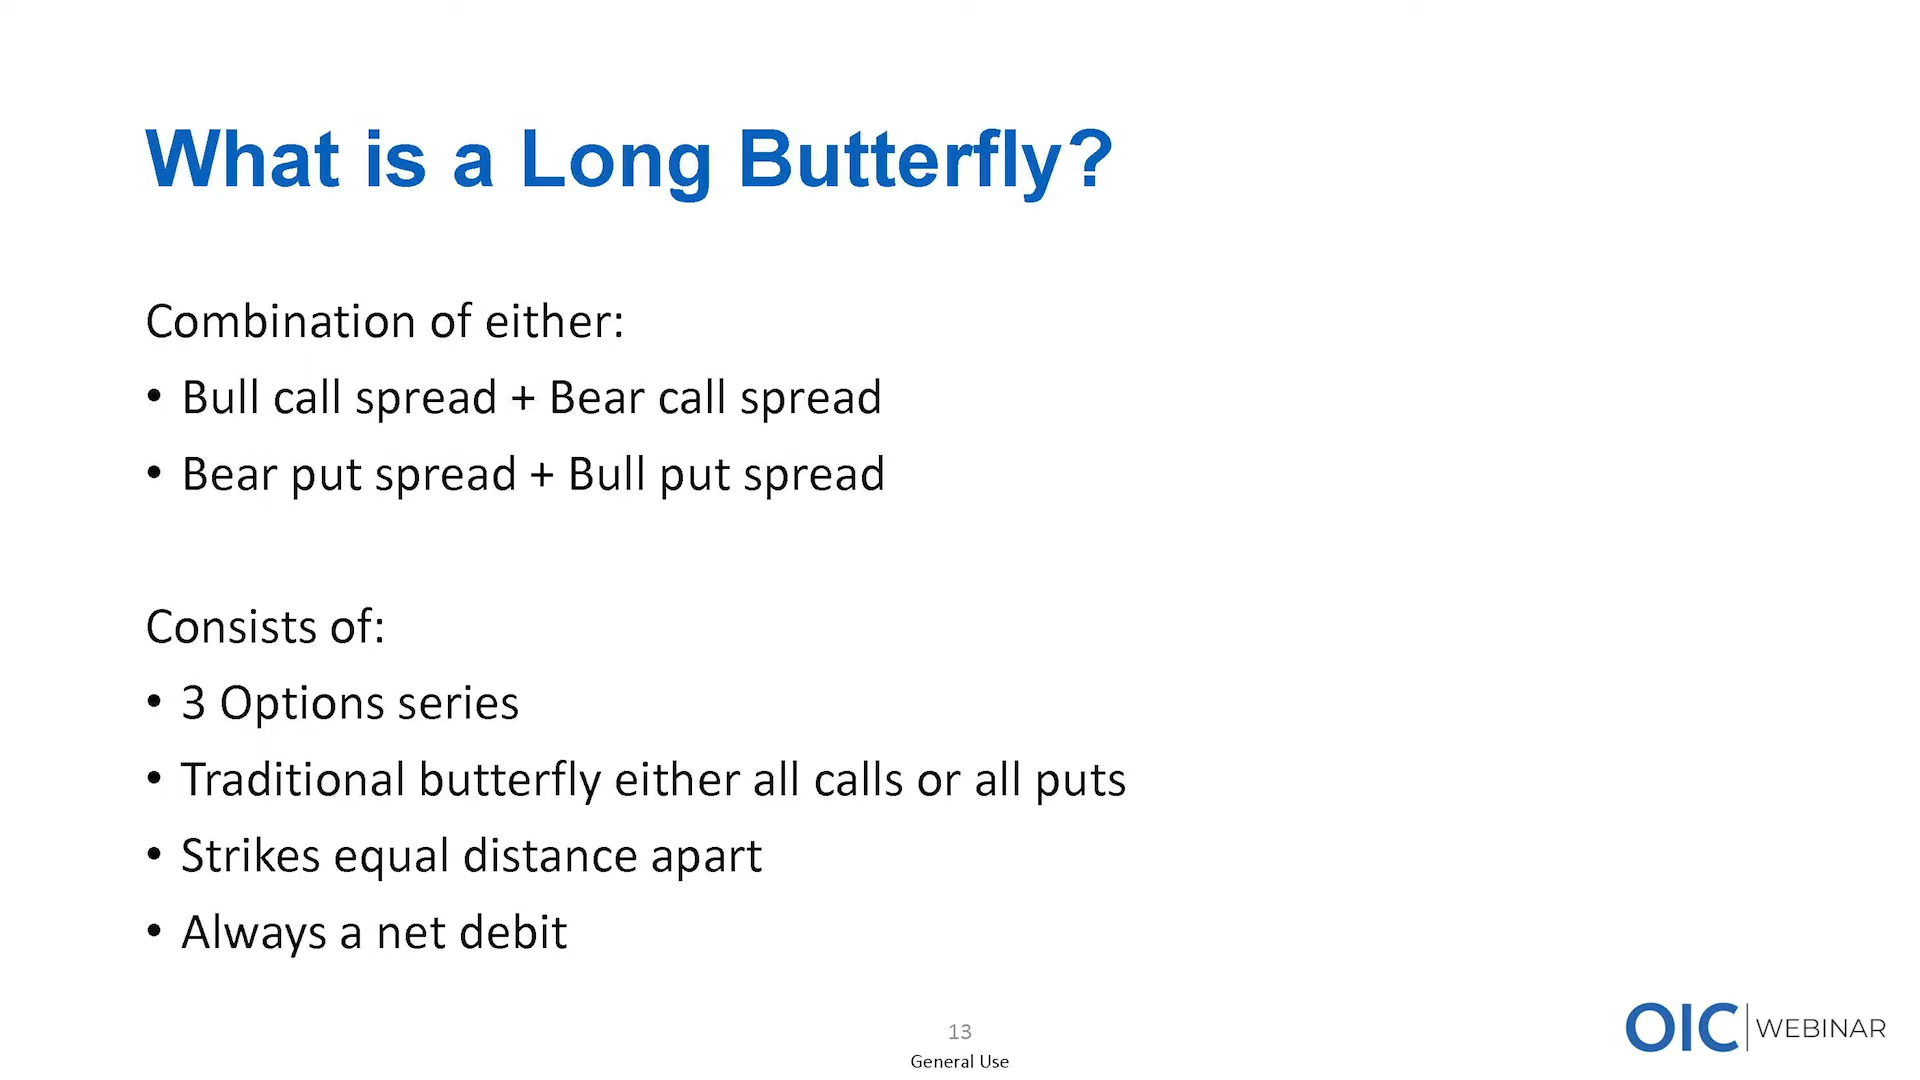 What is a Long Butterfly?
Combination of either:
• Bull call spread + Bear call spread
• Bear put spread + Bull put spread
Consists of:
• 3 Options series
• Traditional butterfly either all calls or all puts
• Strikes equal distance apart
• Always a net debit
13
General Use
OIC WEBINAR